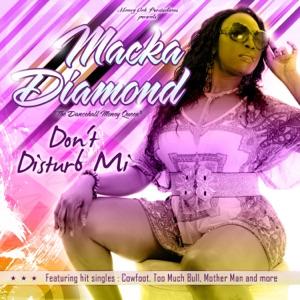 Money Ook Productions
presents
Macka
Diamond
"The Dancehall Money Queen"
Don't
Disturb Mi
Featuring hit singles : Cowfoot, Too Much Bull, Mother Man and more